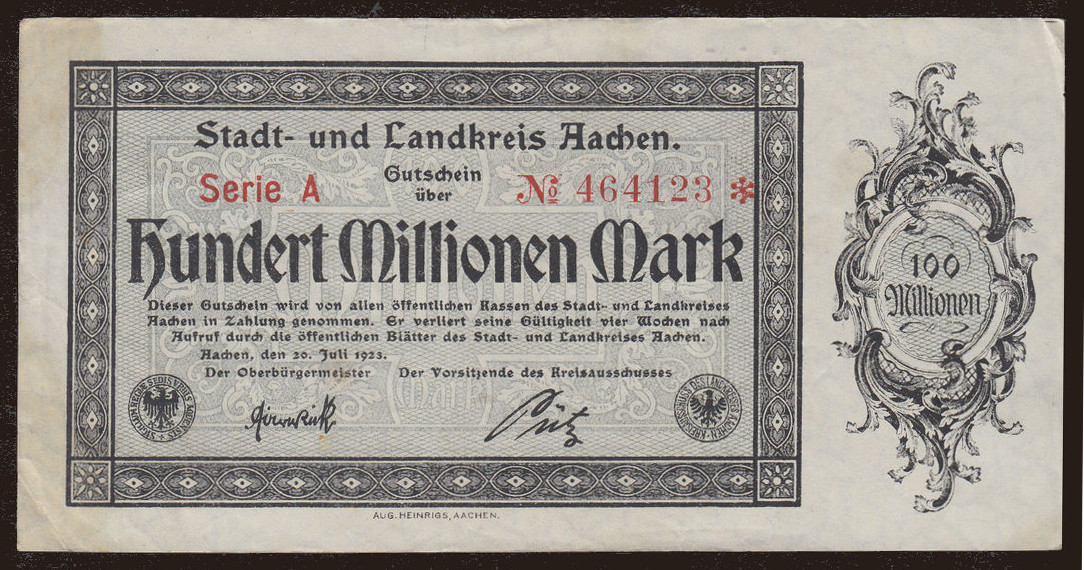 Stadt- und Landkreis Aachen.
Gutschein
über
Serie A
№ 464123 *
Hundert Millionen Mark
Dieser Gutschein wird von allen öffentlichen Kassen des Stadt- und Landkreises
Aachen in Zahlung genommen. Er verliert seine Gültigkeit vier Wochen nach
Aufruf durch die öffentlichen Blätter des Stadt- und Landkreises Aachen.
Aachen, den 20. Juli 1923.
Der Oberbürgermeister Der Vorsitzende des Kreisausschusses
Pütz
100
Millionen
AUG. HEINRIGS, AACHEN.